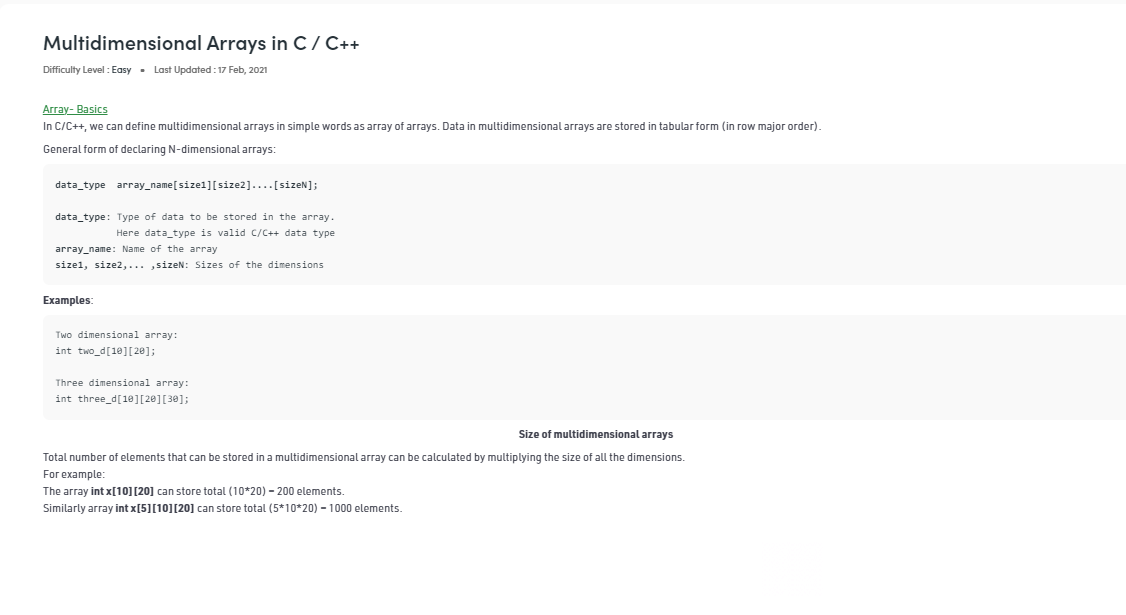 Multidimensional Arrays in C / C++
Difficulty Level : Easy • Last Updated : 17 Feb, 2021
Array- Basics
In C/C++, we can define multidimensional arrays in simple words as array of arrays. Data in multidimensional arrays are stored in tabular form (in row major order).
General form of declaring N-dimensional arrays:
data_type  array_name[size1][size2]....[sizeN];
data_type: Type of data to be stored in the array.
Here data_type is valid C/C++ data type
array_name: Name of the array
size1, size2,... ,sizeN: Sizes of the dimensions
Examples:
Two dimensional array:
int two_d[10][20];
Three dimensional array:
int three_d[10][20][30];
Size of multidimensional arrays
Total number of elements that can be stored in a multidimensional array can be calculated by multiplying the size of all the dimensions.
For example:
The array int x[10][20] can store total (10*20) = 200 elements.
Similarly array int x[5][10][20] can store total (5*10*20) = 1000 elements.